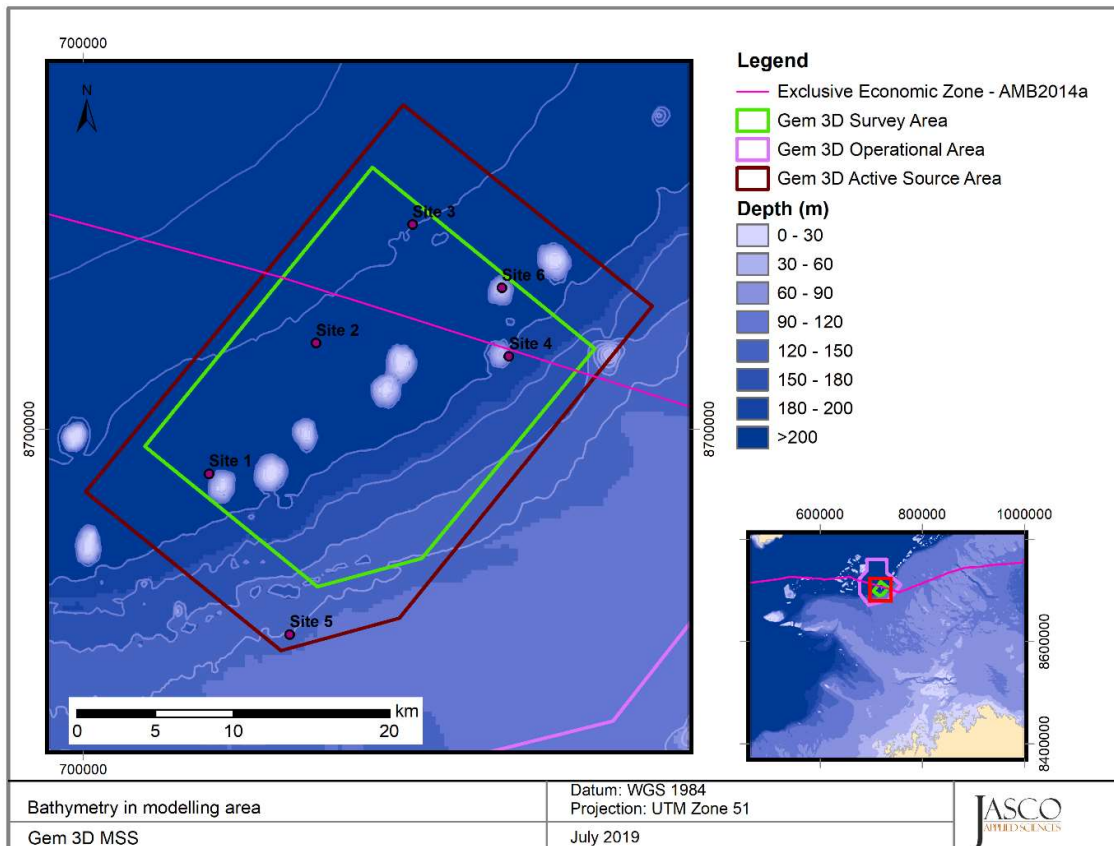 700000
N
Site 3
Site 6
Site 2
Site 4
8700000
8700000
Site 1
Site 5
km
0 5 10 20
700000
Legend
Exclusive Economic Zone - AMB2014a
Gem 3D Survey Area
Gem 3D Operational Area
Gem 3D Active Source Area
Depth (m)
0 - 30
30 - 60
60 - 90
90 - 120
120 - 150
150 - 180
180 - 200
>200
600000 800000 1000000
8600000
8400000
Bathymetry in modelling area
Gem 3D MSS
Datum: WGS 1984
Projection: UTM Zone 51
July 2019
JASCO
APPLIED SCIENCES